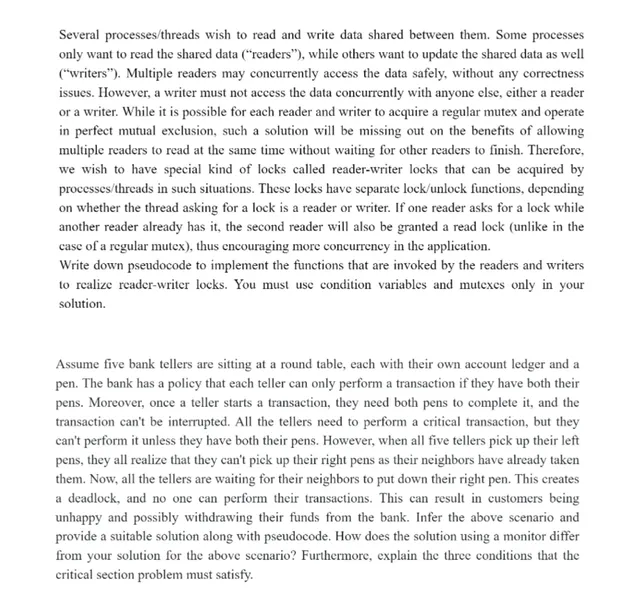 Several processes/threads wish to read and write data shared between them. Some processes
only want to read the shared data (“readers”), while others want to update the shared data as well
(“writers”). Multiple readers may concurrently access the data safely, without any correctness
issues. However, a writer must not access the data concurrently with anyone else, either a reader
or a writer. While it is possible for each reader and writer to acquire a regular mutex and operate
in perfect mutual exclusion, such a solution will be missing out on the benefits of allowing
multiple readers to read at the same time without waiting for other readers to finish. Therefore,
we wish to have special kind of locks called reader-writer locks that can be acquired by
processes/threads in such situations. These locks have separate lock/unlock functions, depending
on whether the thread asking for a lock is a reader or writer. If one reader asks for a lock while
another reader already has it, the second reader will also be granted a read lock (unlike in the
case of a regular mutex), thus encouraging more concurrency in the application.
Write down pseudocode to implement the functions that are invoked by the readers and writers
to realize reader-writer locks. You must use condition variables and mutexes only in your
solution.
Assume five bank tellers are sitting at a round table, each with their own account ledger and a
pen. The bank has a policy that each teller can only perform a transaction if they have both their
pens. Moreover, once a teller starts a transaction, they need both pens to complete it, and the
transaction can't be interrupted. All the tellers need to perform a critical transaction, but they
can't perform it unless they have both their pens. However, when all five tellers pick up their left
pens, they all realize that they can't pick up their right pens as their neighbors have already taken
them. Now, all the tellers are waiting for their neighbors to put down their right pen. This creates
a deadlock, and no one can perform their transactions. This can result in customers being
unhappy and possibly withdrawing their funds from the bank. Infer the above scenario and
provide a suitable solution along with pseudocode. How does the solution using a monitor differ
from your solution for the above scenario? Furthermore, explain the three conditions that the
critical section problem must satisfy.